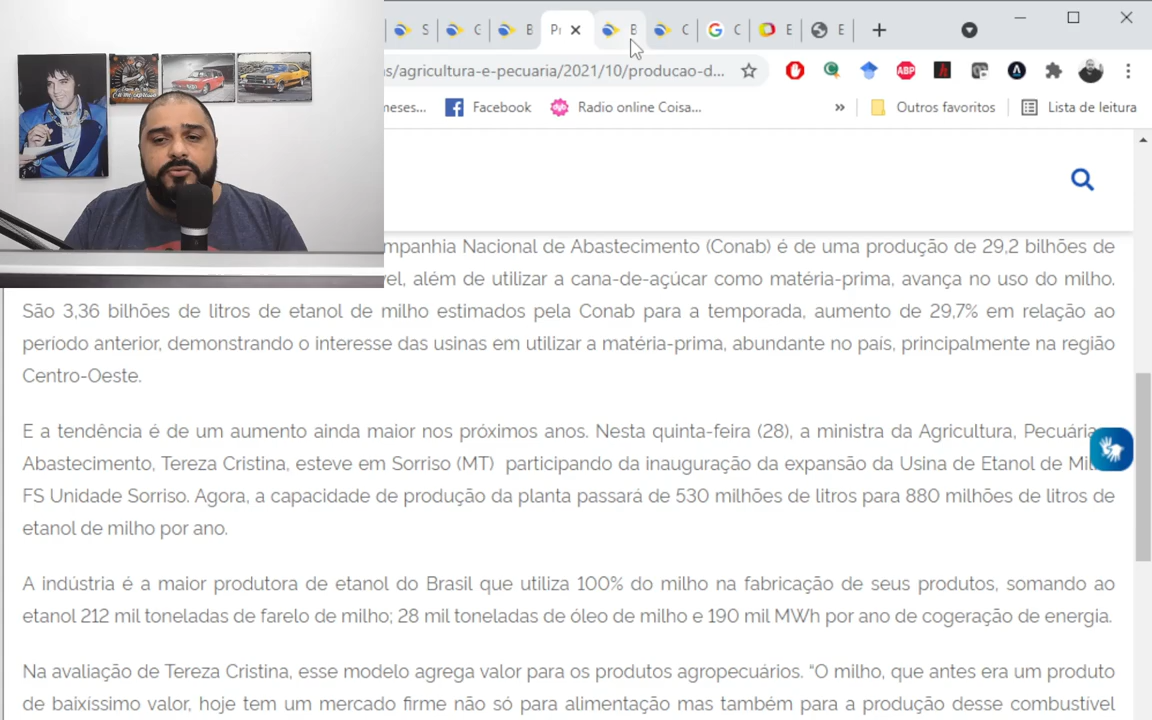 S
C
B
Pr
B
C
C
E
E
as/agricultura-e-pecuaria/2021/10/producao-d...
ABP
meses...
Facebook
Radio online Coisa...
»
Outros favoritos
Lista de leitura
mpanhia Nacional de Abastecimento (Conab) é de uma produção de 29,2 bilhões de
vel, além de utilizar a cana-de-açúcar como matéria-prima, avança no uso do milho.
São 3,36 bilhões de litros de etanol de milho estimados pela Conab para a temporada, aumento de 29,7% em relação ao
período anterior, demonstrando o interesse das usinas em utilizar a matéria-prima, abundante no país, principalmente na região
Centro-Oeste.
E a tendência é de um aumento ainda maior nos próximos anos. Nesta quinta-feira (28), a ministra da Agricultura, Pecuária
Abastecimento, Tereza Cristina, esteve em Sorriso (MT) participando da inauguração da expansão da Usina de Etanol de Mil
FS Unidade Sorriso. Agora, a capacidade de produção da planta passará de 530 milhões de litros para 880 milhões de litros de
etanol de milho por ano.
A indústria é a maior produtora de etanol do Brasil que utiliza 100% do milho na fabricação de seus produtos, somando ao
etanol 212 mil toneladas de farelo de milho; 28 mil toneladas de óleo de milho e 190 mil MWh por ano de cogeração de energia.
Na avaliação de Tereza Cristina, esse modelo agrega valor para os produtos agropecuários. “O milho, que antes era um produto
de baixíssimo valor, hoje tem um mercado firme não só para alimentação mas também para a produção desse combustível